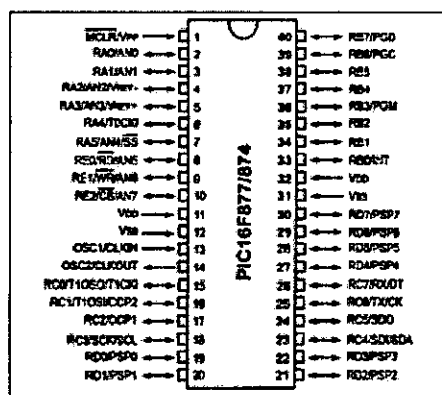 MCLR/VPP 1 40 RB7/PGD
RA0/AN0 2 39 RB6/PGC
RA1/AN1 3 38 RB5
RA2/AN2/VREF- 4 37 RB4
RA3/AN3/VREF+ 5 36 RB3/PGM
RA4/T0CKI 6 35 RB2
RA5/AN4/SS 7 34 RB1
RE0/RD/AN5 8 33 RB0/INT
RE1/WR/AN6 9 32 VDD
RE2/CS/AN7 10 31 VSS
VDD 11 30 RD7/PSP7
VSS 12 29 RD6/PSP6
OSC1/CLKIN 13 28 RD5/PSP5
OSC2/CLKOUT 14 27 RD4/PSP4
RC0/T1OSO/T1CKI 15 26 RC7/RX/DT
RC1/T1OSI/CCP2 16 25 RC6/TX/CK
RC2/CCP1 17 24 RC5/SDO
RC3/SCK/SCL 18 23 RC4/SDI/SDA
RD0/PSP0 19 22 RD3/PSP3
RD1/PSP1 20 21 RD2/PSP2
PIC16F877/874